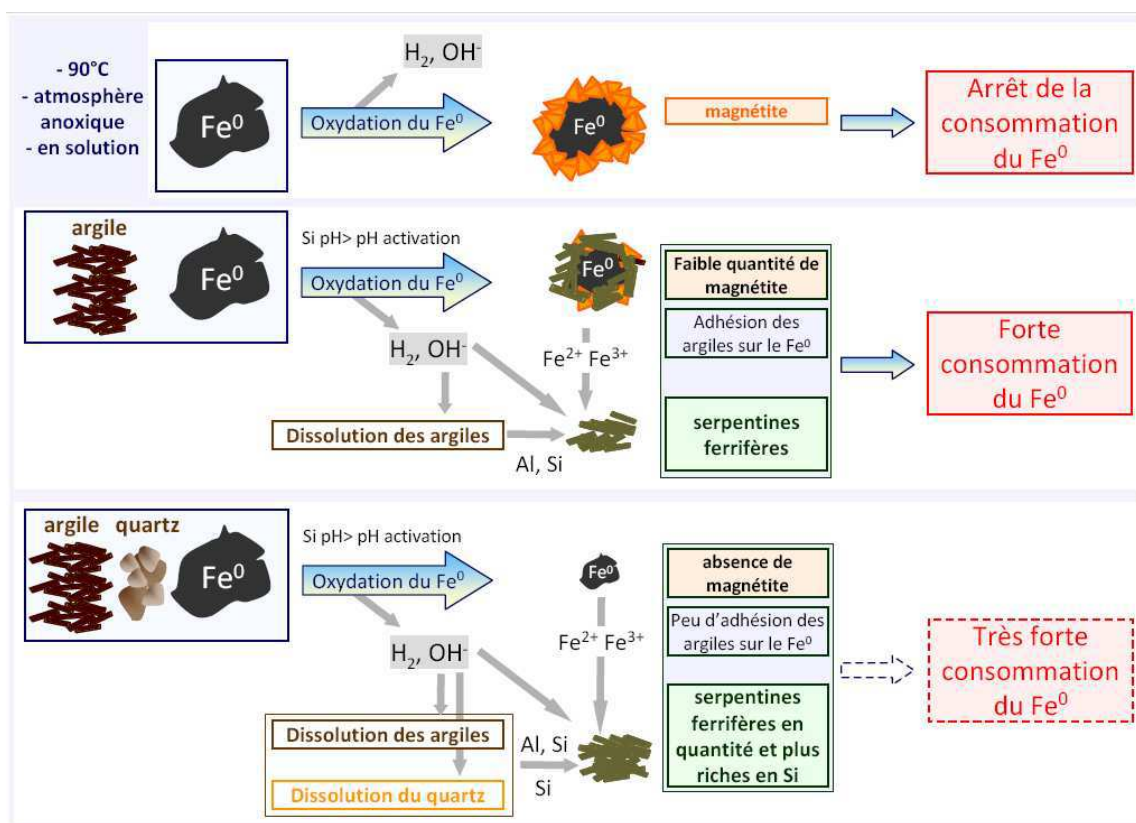 - 90°C
- atmosphère
anoxique
- en solution
Fe⁰
H₂, OH⁻
Oxydation du Fe⁰
Fe⁰
magnétite
Arrêt de la
consommation
du Fe⁰
argile
Fe⁰
Si pH> pH activation
Oxydation du Fe⁰
H₂, OH⁻
Dissolution des argiles
Fe⁰
Fe²⁺ Fe³⁺
Al, Si
Faible quantité de
magnétite
Adhésion des
argiles sur le Fe⁰
serpentines
ferrifères
Forte
consommation
du Fe⁰
argile quartz
Fe⁰
Si pH> pH activation
Oxydation du Fe⁰
H₂, OH⁻
Dissolution des argiles
Dissolution du quartz
Fe⁰
Fe²⁺ Fe³⁺
Al, Si
Si
absence de
magnétite
Peu d'adhésion des
argiles sur le Fe⁰
serpentines
ferrifères en
quantité et plus
riches en Si
Très forte
consommation
du Fe⁰